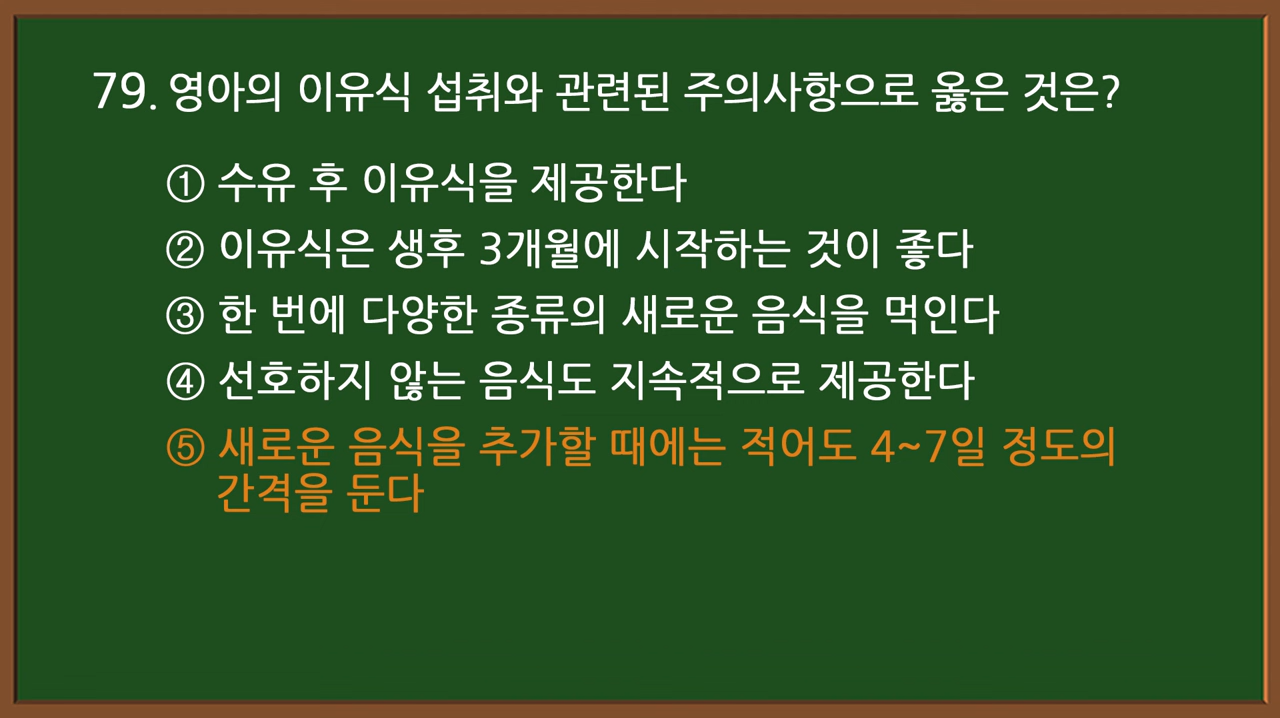 79. 영아의 이유식 섭취와 관련된 주의사항으로 옳은 것은?
① 수유 후 이유식을 제공한다
② 이유식은 생후 3개월에 시작하는 것이 좋다
③ 한 번에 다양한 종류의 새로운 음식을 먹인다
④ 선호하지 않는 음식도 지속적으로 제공한다
⑤ 새로운 음식을 추가할 때에는 적어도 4~7일 정도의
간격을 둔다